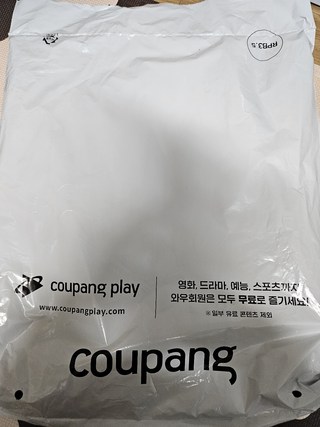 RPB3.5
coupang play
www.coupangplay.com
영화, 드라마, 예능, 스포츠까지
와우회원은 모두 무료로 즐기세요!
※ 일부 유료 콘텐츠 제외
coupang